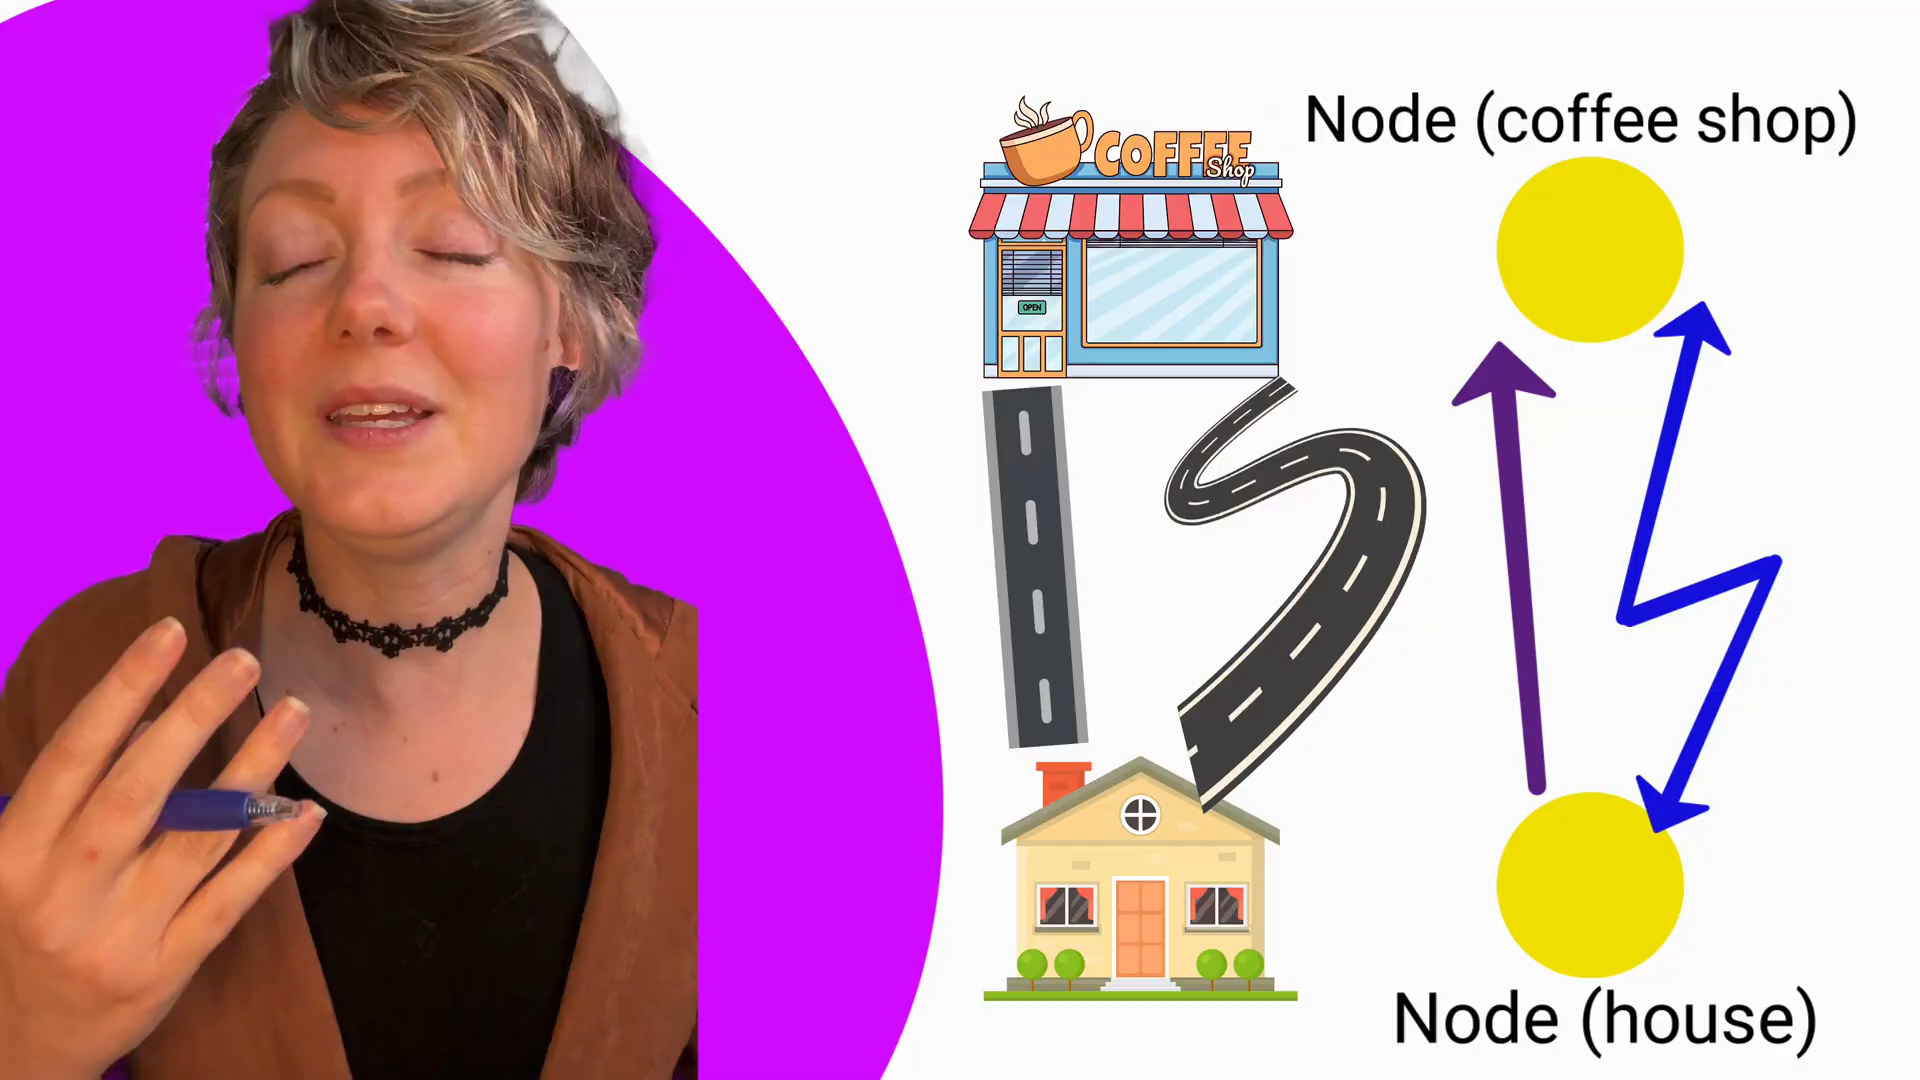 Node (coffee shop)
COFFEE
Shop
OPEN
Node (house)